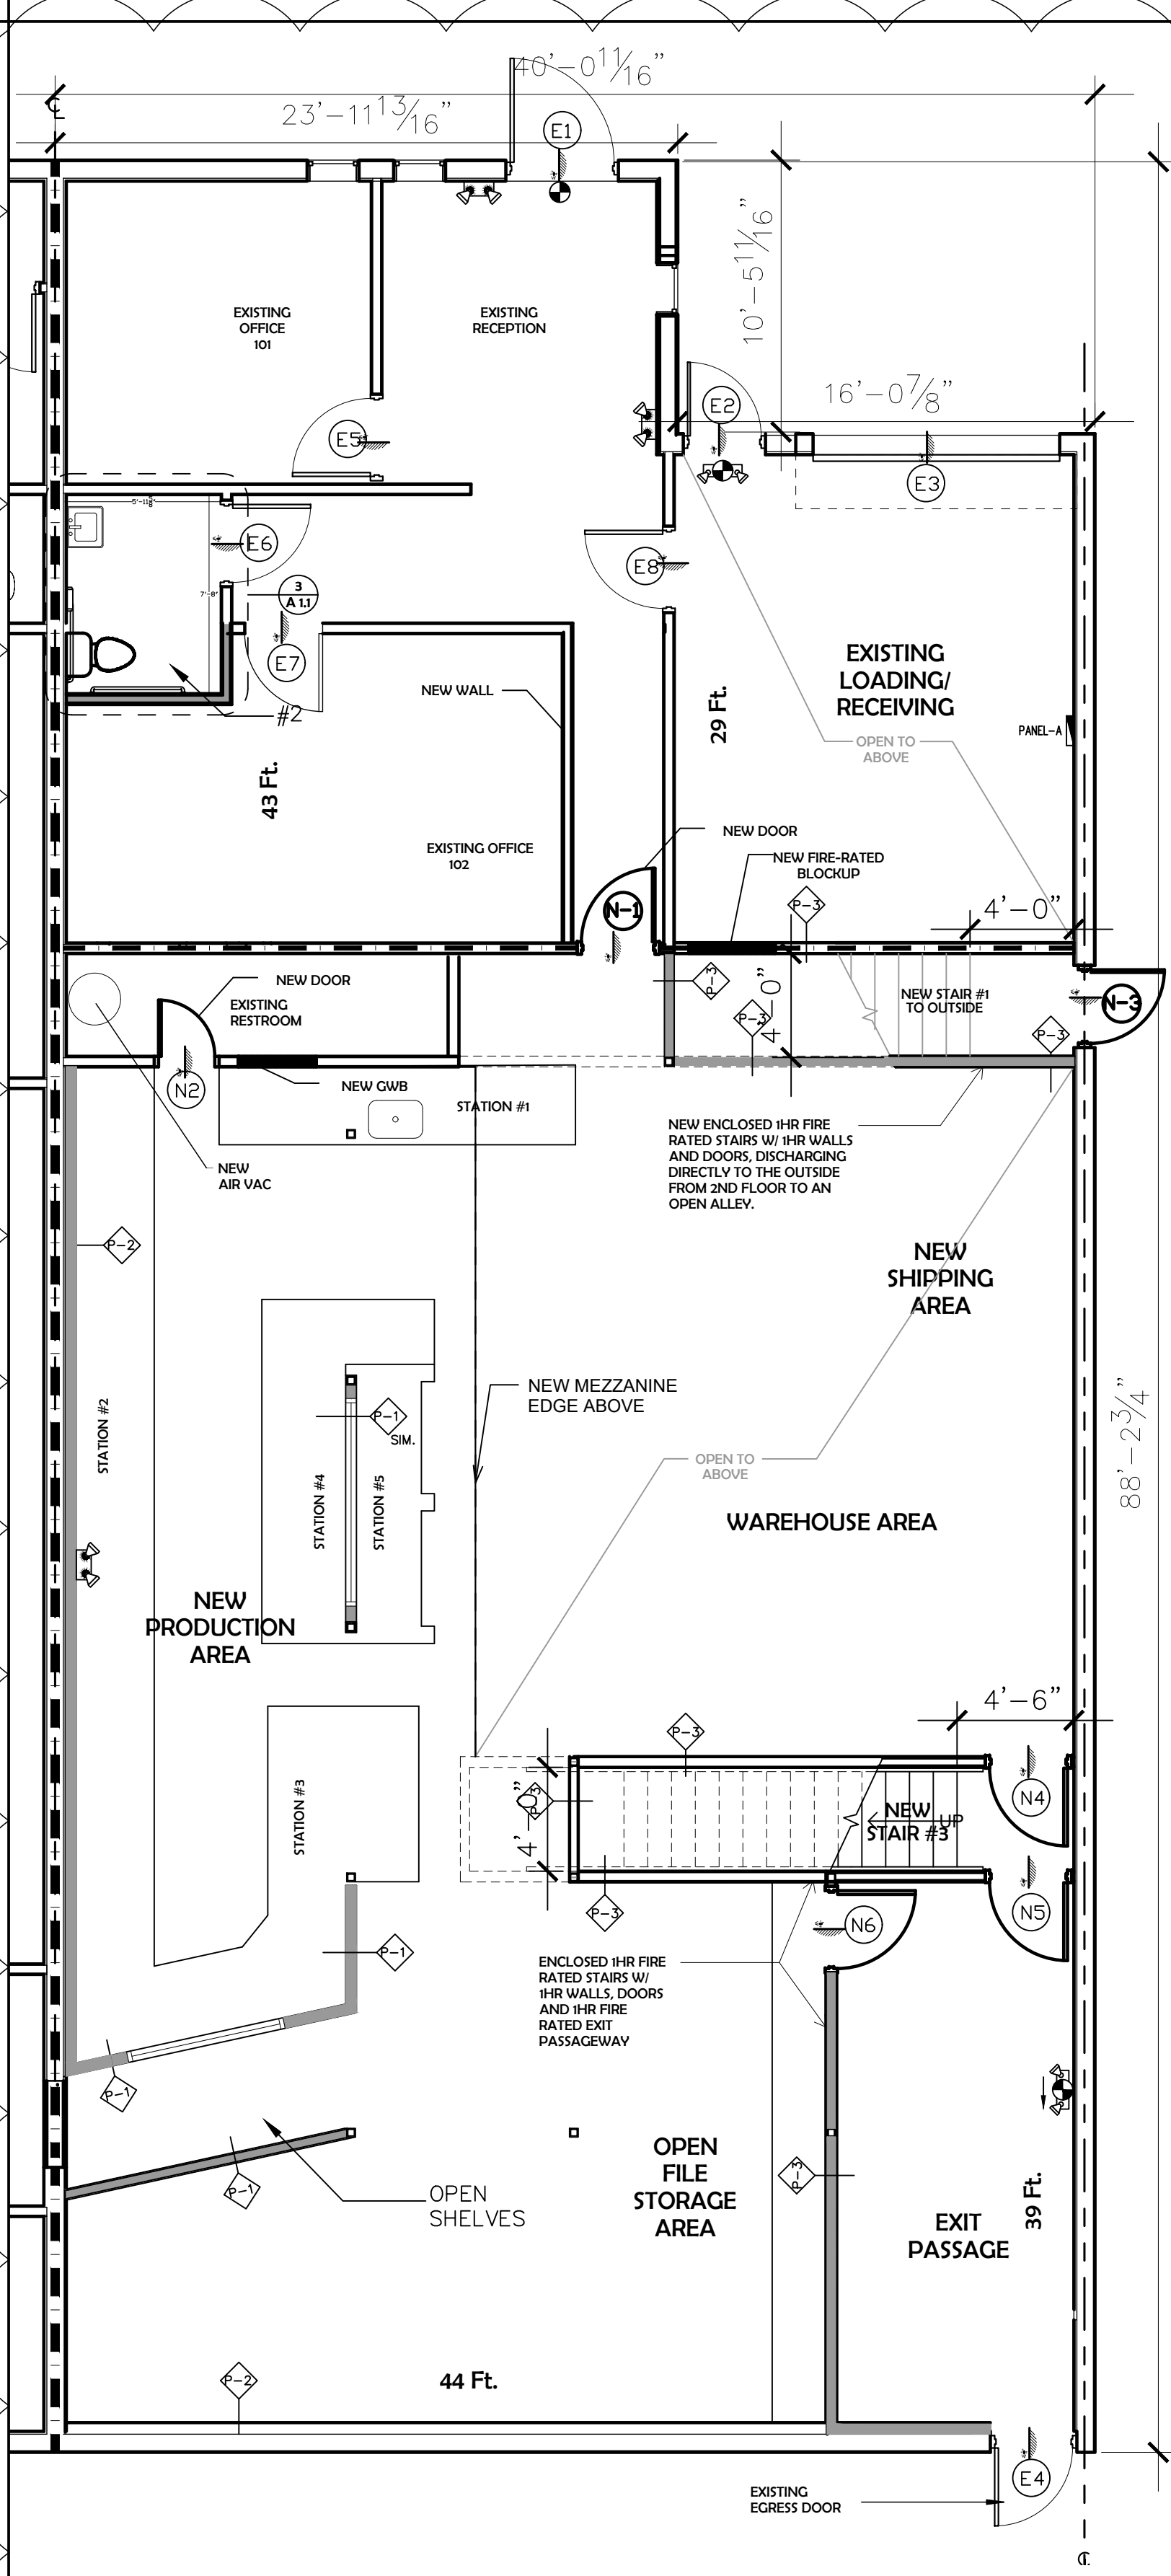 40'-0 11/16"
℄
23'-11 13/16"
E1
10'-5 11/16"
EXISTING
OFFICE
101
EXISTING
RECEPTION
16'-0 7/8"
E2
E5
E3
E6
E8
7'-8"
3
A 1.1
E7
#2
NEW WALL
EXISTING
LOADING/
RECEIVING
29 Ft.
PANEL-A
OPEN TO
ABOVE
43 Ft.
EXISTING OFFICE
102
NEW DOOR
NEW FIRE-RATED
BLOCKUP
N-1
P-3
4'-0"
NEW DOOR
EXISTING
RESTROOM
P-3
P-3
4'-0"
NEW STAIR #1
TO OUTSIDE
N-3
P-3
N2
NEW GWB
STATION #1
NEW
AIR VAC
NEW ENCLOSED 1HR FIRE
RATED STAIRS W/ 1HR WALLS
AND DOORS, DISCHARGING
DIRECTLY TO THE OUTSIDE
FROM 2ND FLOOR TO AN
OPEN ALLEY.
P-2
NEW
SHIPPING
AREA
NEW MEZZANINE
EDGE ABOVE
P-1
SIM.
STATION #2
STATION #4
STATION #5
OPEN TO
ABOVE
88'-2 3/4"
WAREHOUSE AREA
NEW
PRODUCTION
AREA
4'-6"
P-3
STATION #3
P-3
4'-0"
NEW
STAIR #3
UP
N4
P-3
N6
N5
P-1
ENCLOSED 1HR FIRE
RATED STAIRS W/
1HR WALLS, DOORS
AND 1HR FIRE
RATED EXIT
PASSAGEWAY
P-1
P-1
OPEN
SHELVES
OPEN
FILE
STORAGE
AREA
P-3
39 Ft.
EXIT
PASSAGE
P-2
44 Ft.
E4
EXISTING
EGRESS DOOR
℄